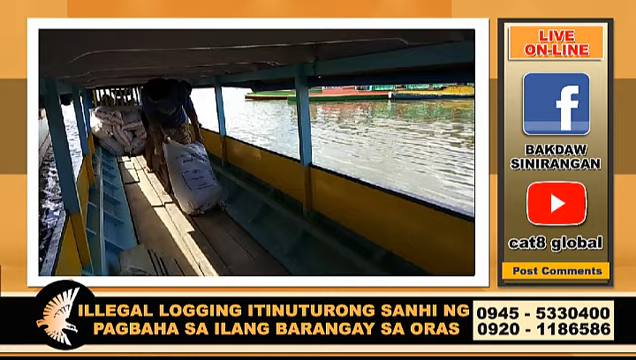 LIVE
ON-LINE
f
BAKDAW
SINIRANGAN
cat8 global
Post Comments
ILLEGAL LOGGING ITINUTURONG SANHI NG
PAGBAHA SA ILANG BARANGAY SA ORAS
0945 - 5330400
0920 - 1186586